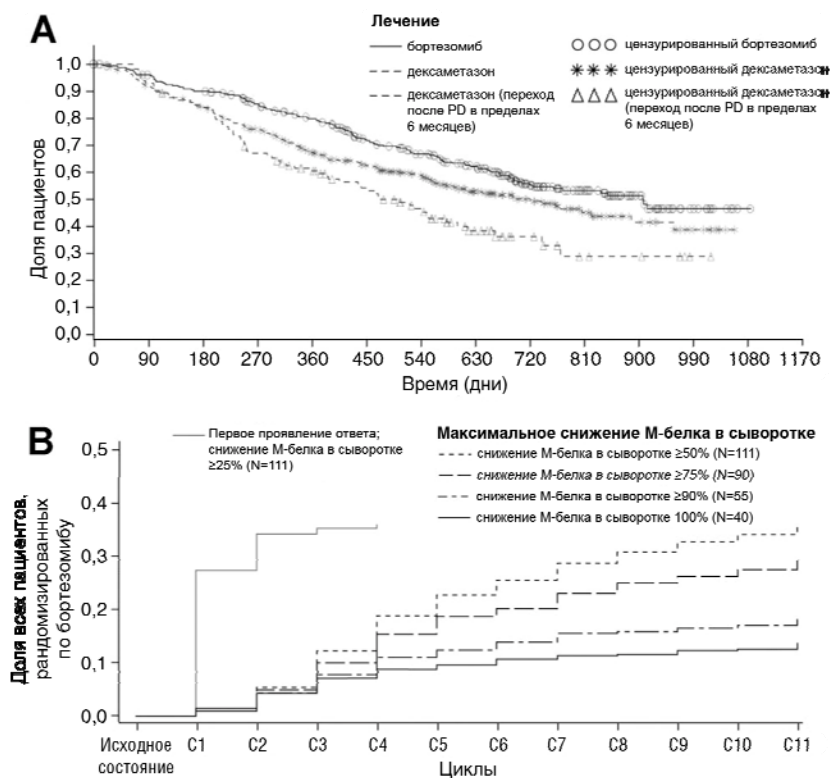 A
Лечение
бортезомиб
дексаметазон
дексаметазон (переход
после PD в пределах
6 месяцев)
цензурированный бортезомиб
цензурированный дексаметазон
цензурированный дексаметазон
(переход после PD в пределах
6 месяцев)
Доля пациентов
1,0
0,9
0,8
0,7
0,6
0,5
0,4
0,3
0,2
0,1
0,0
0 90 180 270 360 450 540 630 720 810 900 990 1080 1170
Время (дни)
B
Первое проявление ответа;
снижение М-белка в сыворотке
≥25% (N=111)
Максимальное снижение М-белка в сыворотке
снижение М-белка в сыворотке ≥50% (N=111)
снижение М-белка в сыворотке ≥75% (N=90)
снижение М-белка в сыворотке ≥90% (N=55)
снижение М-белка в сыворотке 100% (N=40)
Доля всех пациентов,
рандомизированных
по бортезомибу
0,5
0,4
0,3
0,2
0,1
0,0
Исходное
состояние
C1 C2 C3 C4 C5 C6 C7 C8 C9 C10 C11
Циклы